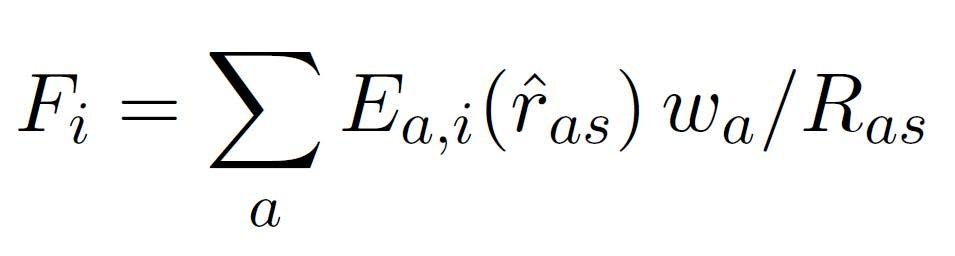 $F_i = \sum_a E_{a,i}(\hat{r}_{as}) \, w_a / R_{as}$